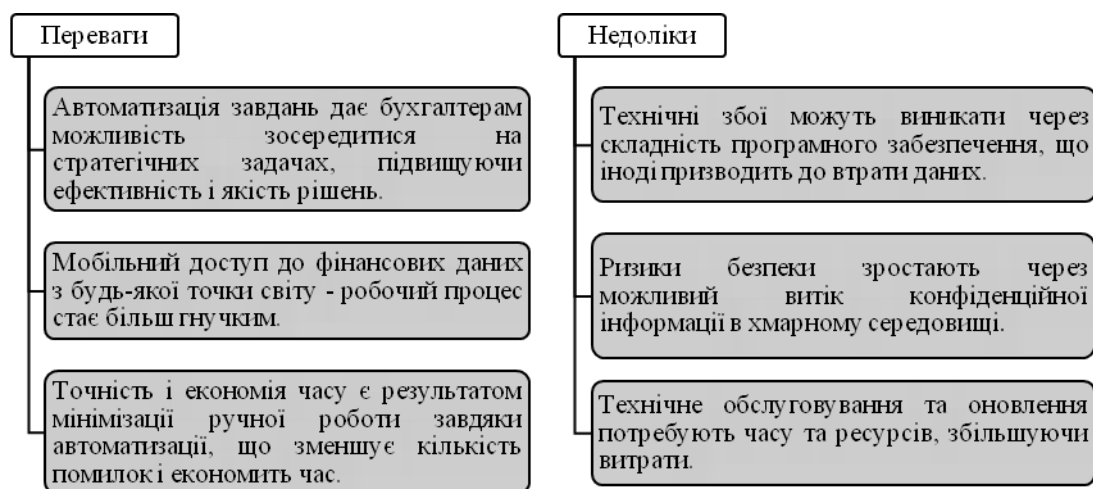 Переваги
Автоматизація завдань дає бухгалтерам
можливість зосередитися на
стратегічних задачах, підвищуючи
ефективність і якість рішень.
Мобільний доступ до фінансових даних
з будь-якої точки світу - робочий процес
стає більш гнучким.
Точність і економія часу є результатом
мінімізації ручної роботи завдяки
автоматизації, що зменшує кількість
помилок і економить час.
Недоліки
Технічні збої можуть виникати через
складність програмного забезпечення, що
іноді призводить до втрати даних.
Ризики безпеки зростають через
можливий витік конфіденційної
інформації в хмарному середовищі.
Технічне обслуговування та оновлення
потребують часу та ресурсів, збільшуючи
витрати.